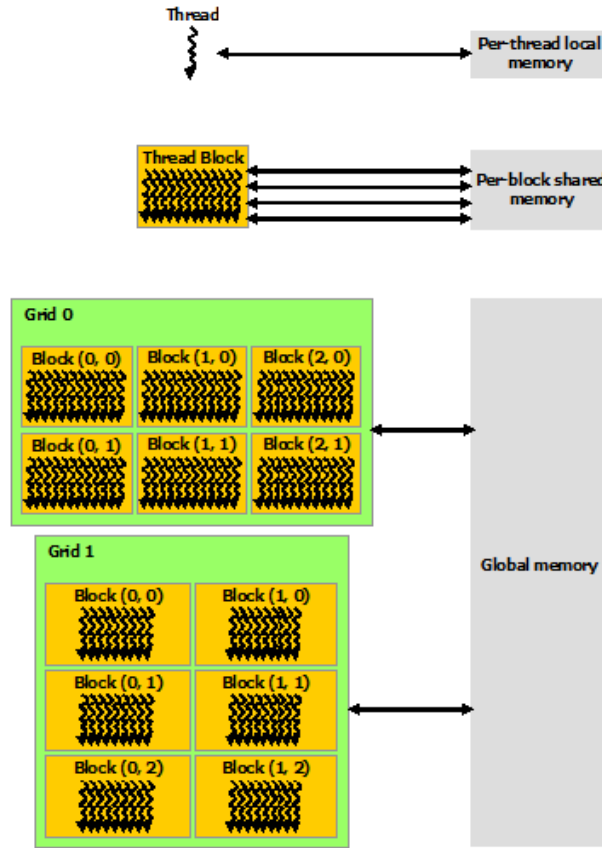 Thread
Per-thread local
memory
Thread Block
Per-block shared
memory
Grid 0
Block (0, 0) Block (1, 0) Block (2, 0)
Block (0, 1) Block (1, 1) Block (2, 1)
Global memory
Grid 1
Block (0, 0) Block (1, 0)
Block (0, 1) Block (1, 1)
Block (0, 2) Block (1, 2)